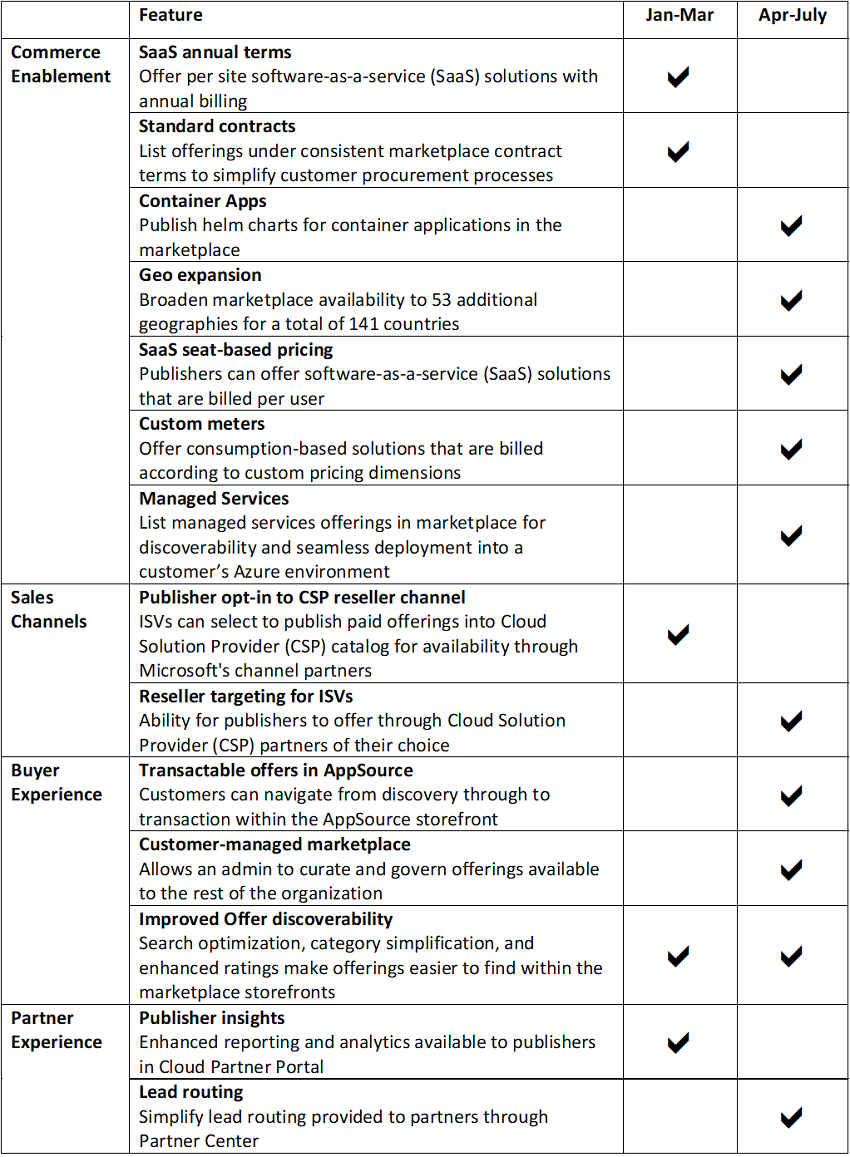 Feature Jan-Mar Apr-July
Commerce
Enablement
SaaS annual terms
Offer per site software-as-a-service (SaaS) solutions with
annual billing
Standard contracts
List offerings under consistent marketplace contract
terms to simplify customer procurement processes
Container Apps
Publish helm charts for container applications in the
marketplace
Geo expansion
Broaden marketplace availability to 53 additional
geographies for a total of 141 countries
SaaS seat-based pricing
Publishers can offer software-as-a-service (SaaS) solutions
that are billed per user
Custom meters
Offer consumption-based solutions that are billed
according to custom pricing dimensions
Managed Services
List managed services offerings in marketplace for
discoverability and seamless deployment into a
customer’s Azure environment
Sales
Channels
Publisher opt-in to CSP reseller channel
ISVs can select to publish paid offerings into Cloud
Solution Provider (CSP) catalog for availability through
Microsoft's channel partners
Reseller targeting for ISVs
Ability for publishers to offer through Cloud Solution
Provider (CSP) partners of their choice
Buyer
Experience
Transactable offers in AppSource
Customers can navigate from discovery through to
transaction within the AppSource storefront
Customer-managed marketplace
Allows an admin to curate and govern offerings available
to the rest of the organization
Improved Offer discoverability
Search optimization, category simplification, and
enhanced ratings make offerings easier to find within the
marketplace storefronts
Partner
Experience
Publisher insights
Enhanced reporting and analytics available to publishers
in Cloud Partner Portal
Lead routing
Simplify lead routing provided to partners through
Partner Center